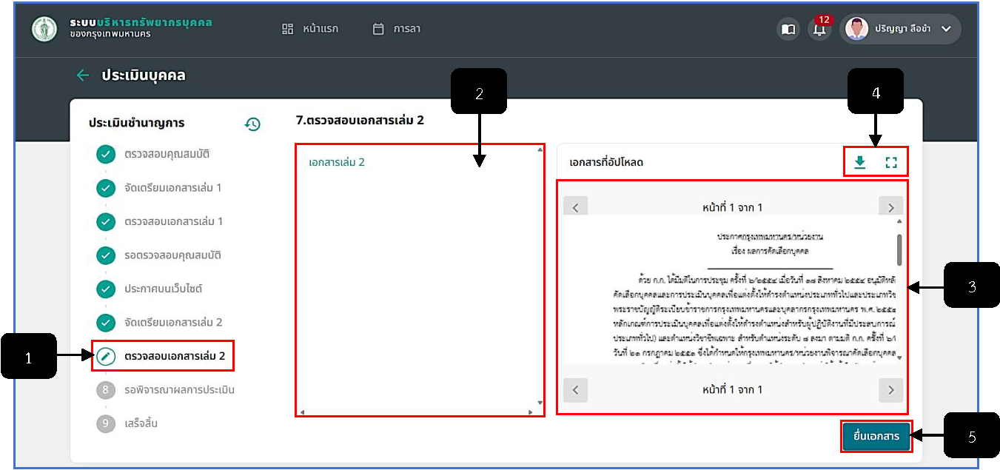 ระบบบริหารทรัพยากรบุคคล
ของกรุงเทพมหานคร
หน้าแรก
การลา
12
ปริญญา ลือขำ
ประเมินบุคคล
2
4
ประเมินชำนาญการ
7.ตรวจสอบเอกสารเล่ม 2
ตรวจสอบคุณสมบัติ
จัดเตรียมเอกสารเล่ม 1
ตรวจสอบเอกสารเล่ม 1
รอตรวจสอบคุณสมบัติ
ประกาศบนเว็บไซต์
จัดเตรียมเอกสารเล่ม 2
1
ตรวจสอบเอกสารเล่ม 2
8 รอพิจารณาผลการประเมิน
9 เสร็จสิ้น
เอกสารเล่ม 2
เอกสารที่อัปโหลด
หน้าที่ 1 จาก 1
ประกาศกรุงเทพมหานคร/หน่วยงาน
เรื่อง ผลการคัดเลือกบุคคล
ด้วย ก.ก. ได้มีมติในการประชุม ครั้งที่ ๖/๒๕๕๔ เมื่อวันที่ ๑๘ สิงหาคม ๒๕๕๔ อนุมัติหลั
คัดเลือกบุคคลและการประเมินบุคคลเพื่อแต่งตั้งให้ดำรงตำแหน่งประเภททั่วไปและประเภทวิช
พระราชบัญญัติระเบียบข้าราชการกรุงเทพมหานครและบุคลากรกรุงเทพมหานคร พ.ศ. ๒๕๕๔
หลักเกณฑ์การประเมินบุคคลเพื่อแต่งตั้งให้ดำรงตำแหน่งสำหรับผู้ปฏิบัติงานที่มีประสบการณ์
ประเภททั่วไป) และตำแหน่งวิชาชีพเฉพาะ สำหรับตำแหน่งระดับ ๘ ลงมา ตามมติ ก.ก. ครั้งที่ ๖/๒
วันที่ ๒๑ กรกฎาคม ๒๕๕๑ ซึ่งได้กำหนดให้กรุงเทพมหานคร/หน่วยงานพิจารณาคัดเลือกบุคคล
3
หน้าที่ 1 จาก 1
ยื่นเอกสาร
5